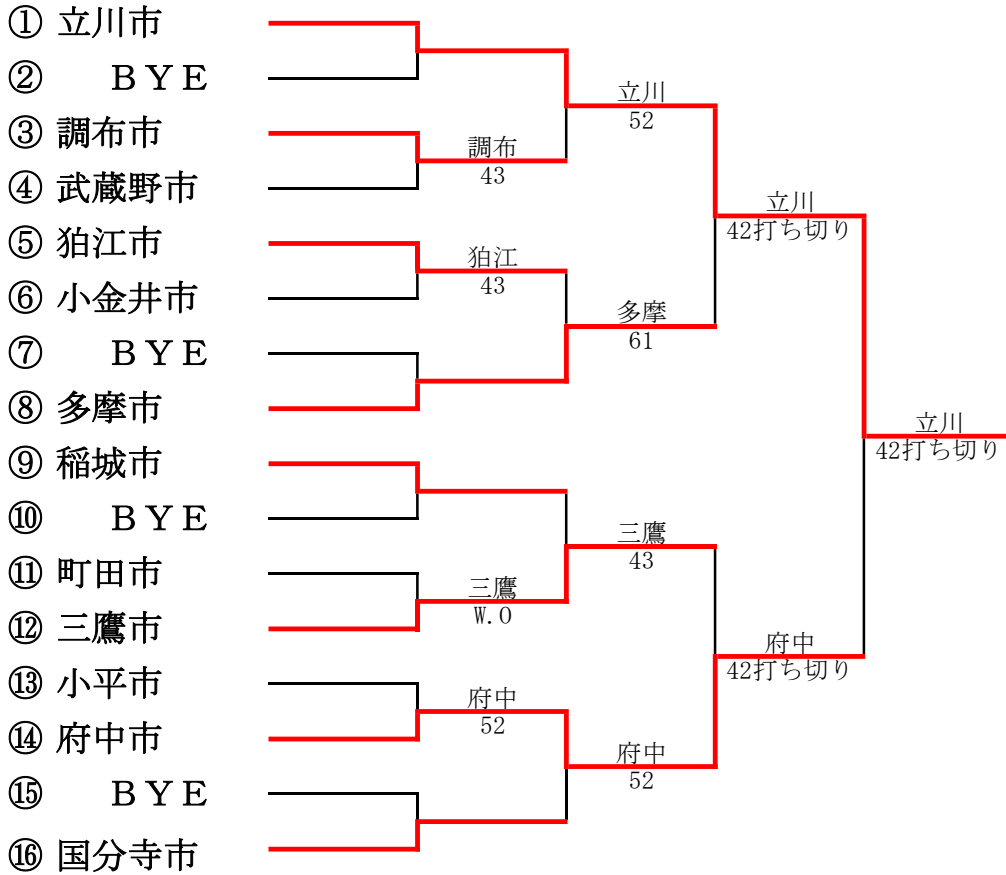 ① 立川市
② ＢＹＥ
③ 調布市
④ 武蔵野市
⑤ 狛江市
⑥ 小金井市
⑦ ＢＹＥ
⑧ 多摩市
⑨ 稲城市
⑩ ＢＹＥ
⑪ 町田市
⑫ 三鷹市
⑬ 小平市
⑭ 府中市
⑮ ＢＹＥ
⑯ 国分寺市
調布
43
狛江
43
三鷹
W.O
府中
52
立川
52
多摩
61
三鷹
43
府中
52
立川
42打ち切り
府中
42打ち切り
立川
42打ち切り